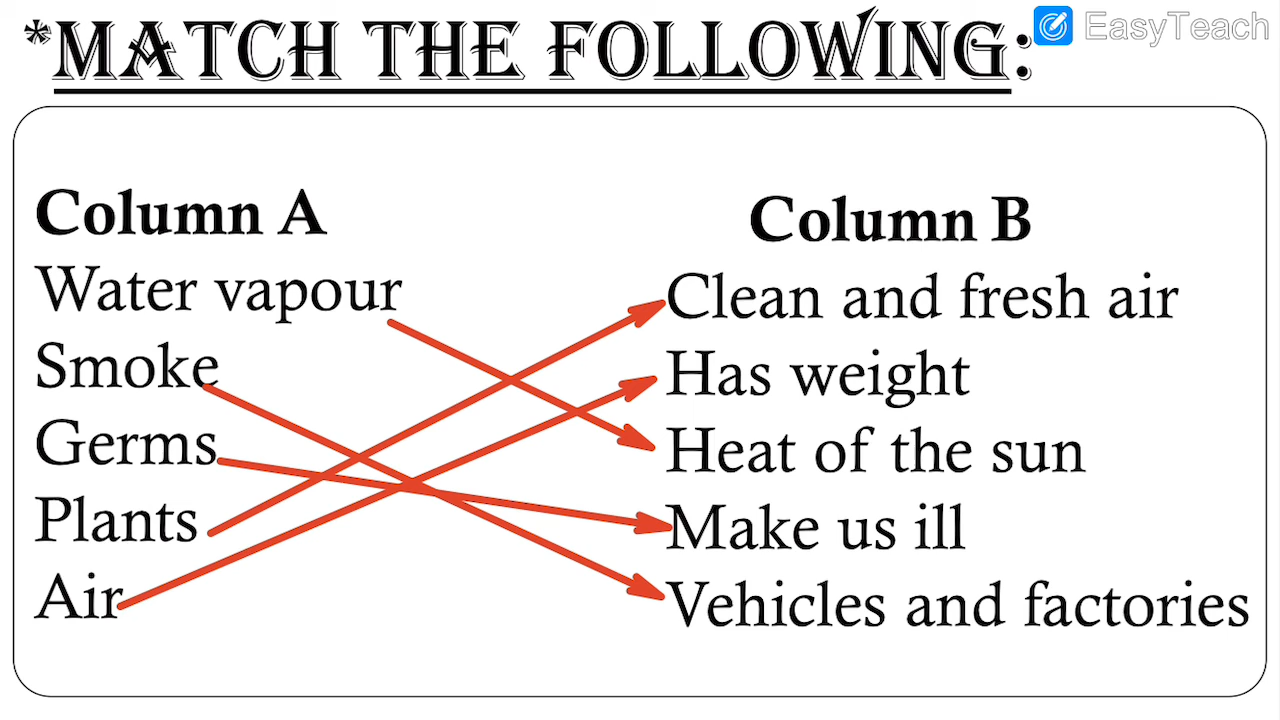 *MATCH THE FOLLOWING:
EasyTeach
Column A
Water vapour
Smoke
Germs
Plants
Air
Column B
Clean and fresh air
Has weight
Heat of the sun
Make us ill
Vehicles and factories